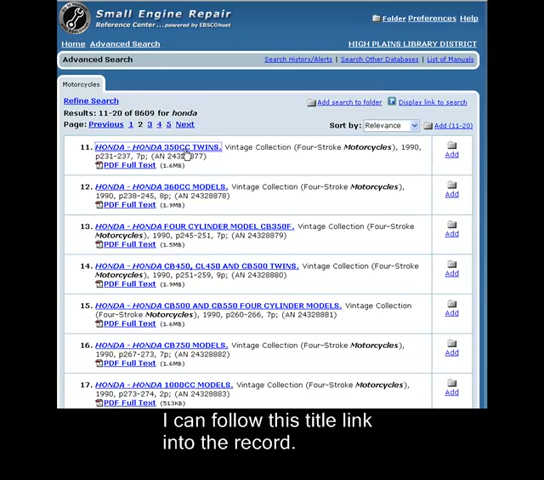 Small Engine Repair
Reference Center ...powered by EBSCOhost
Folder Preferences Help
Home Advanced Search HIGH PLAINS LIBRARY DISTRICT
Advanced Search Search History/Alerts | Search Other Databases | List of Manuals
Motorcycles
Refine Search Add search to folder Display link to search
Results: 11-20 of 8609 for honda
Page: Previous 1 2 3 4 5 Next Sort by: Relevance Add (11-20)
11. HONDA - HONDA 350CC TWINS. Vintage Collection (Four-Stroke Motorcycles), 1990,
p231-237, 7p; (AN 24328877) Add
PDF Full Text (1.6MB)
12. HONDA - HONDA 360CC MODELS. Vintage Collection (Four-Stroke
Motorcycles), 1990, p238-245, 8p; (AN 24328878) Add
PDF Full Text (1.9MB)
13. HONDA - HONDA FOUR CYLINDER MODEL CB350F. Vintage Collection (Four-Stroke
Motorcycles), 1990, p245-251, 7p; (AN 24328879) Add
PDF Full Text (1.5MB)
14. HONDA - HONDA CB450, CL450 AND CB500 TWINS. Vintage Collection (Four-Stroke
Motorcycles), 1990, p251-259, 9p; (AN 24328880) Add
PDF Full Text (1.9MB)
15. HONDA - HONDA CB500 AND CB550 FOUR CYLINDER MODELS. Vintage Collection
(Four-Stroke Motorcycles), 1990, p260-266, 7p; (AN 24328881) Add
PDF Full Text (1.6MB)
16. HONDA - HONDA CB750 MODELS. Vintage Collection (Four-Stroke Motorcycles),
1990, p267-273, 7p; (AN 24328882) Add
PDF Full Text (1.6MB)
17. HONDA - HONDA 1000CC MODELS. Vintage Collection (Four-Stroke Motorcycles),
1990, p273-274, 2p; (AN 24328883) Add
PDF Full Text (513KB)
I can follow this title link
into the record.